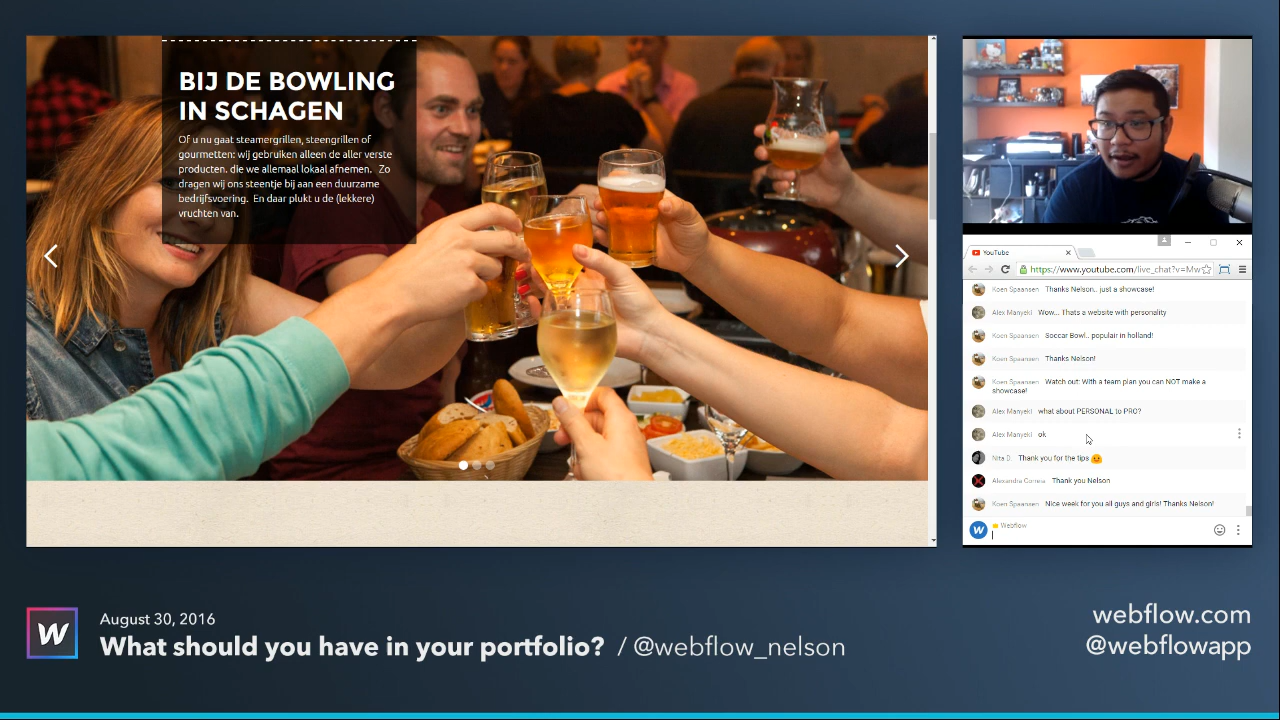 BIJ DE BOWLING
IN SCHAGEN
Of u nu gaat steamergrillen, steengrillen of
gourmetten: wij gebruiken alleen de aller verste
producten. die we allemaal lokaal afnemen. Zo
dragen wij ons steentje bij aan een duurzame
bedrijfsvoering. En daar plukt u de (lekkere)
vruchten van.
YouTube
https://www.youtube.com/live_chat?v=Mw
Koen Spaansen Thanks Nelson.. just a showcase!
Alex Manyeki Wow... Thats a website with personality
Koen Spaansen Soccar Bowl.. populair in holland!
Koen Spaansen Thanks Nelson!
Koen Spaansen Watch out: With a team plan you can NOT make a
showcase!
Alex Manyeki what about PERSONAL to PRO?
Alex Manyeki ok
Nita D. Thank you for the tips
Alexandra Correia Thank you Nelson
Koen Spaansen Nice week for you all guys and girls! Thanks Nelson!
W Webflow
W
August 30, 2016
What should you have in your portfolio? / @webflow_nelson
webflow.com
@webflowapp